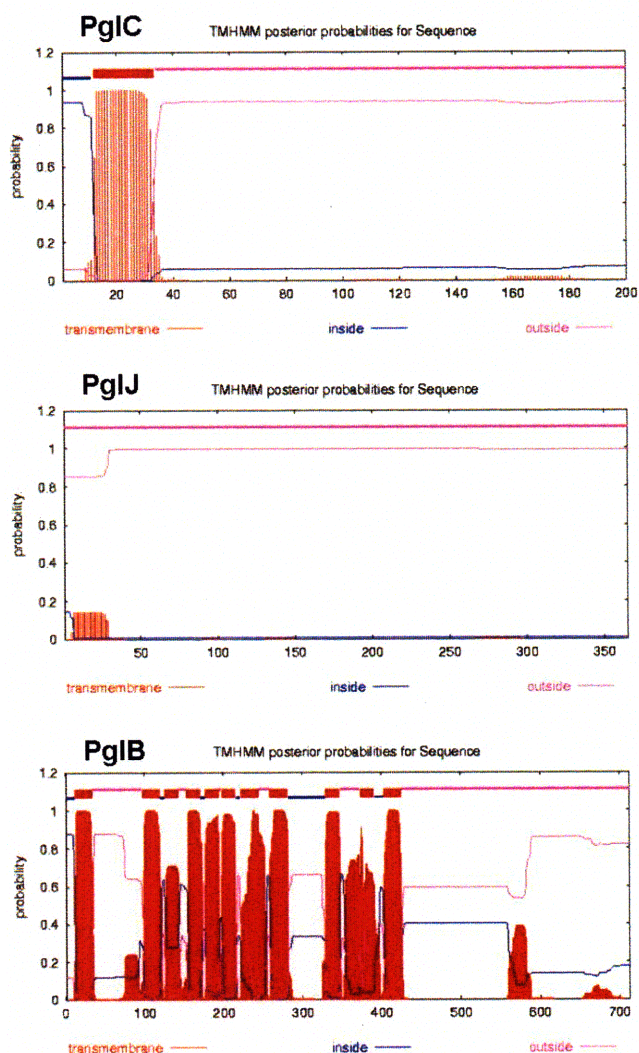 PglC
TMHMM posterior probabilities for Sequence
1.2
1
0.8
0.6
0.4
0.2
0
probability
20 40 60 80 100 120 140 160 180 200
transmembrane inside outside
PglJ
TMHMM posterior probabilities for Sequence
1.2
1
0.8
0.6
0.4
0.2
0
probability
50 100 150 200 250 300 350
transmembrane inside outside
PglB
TMHMM posterior probabilities for Sequence
1.2
1
0.8
0.6
0.4
0.2
0
probability
0 100 200 300 400 500 600 700
transmembrane inside outside